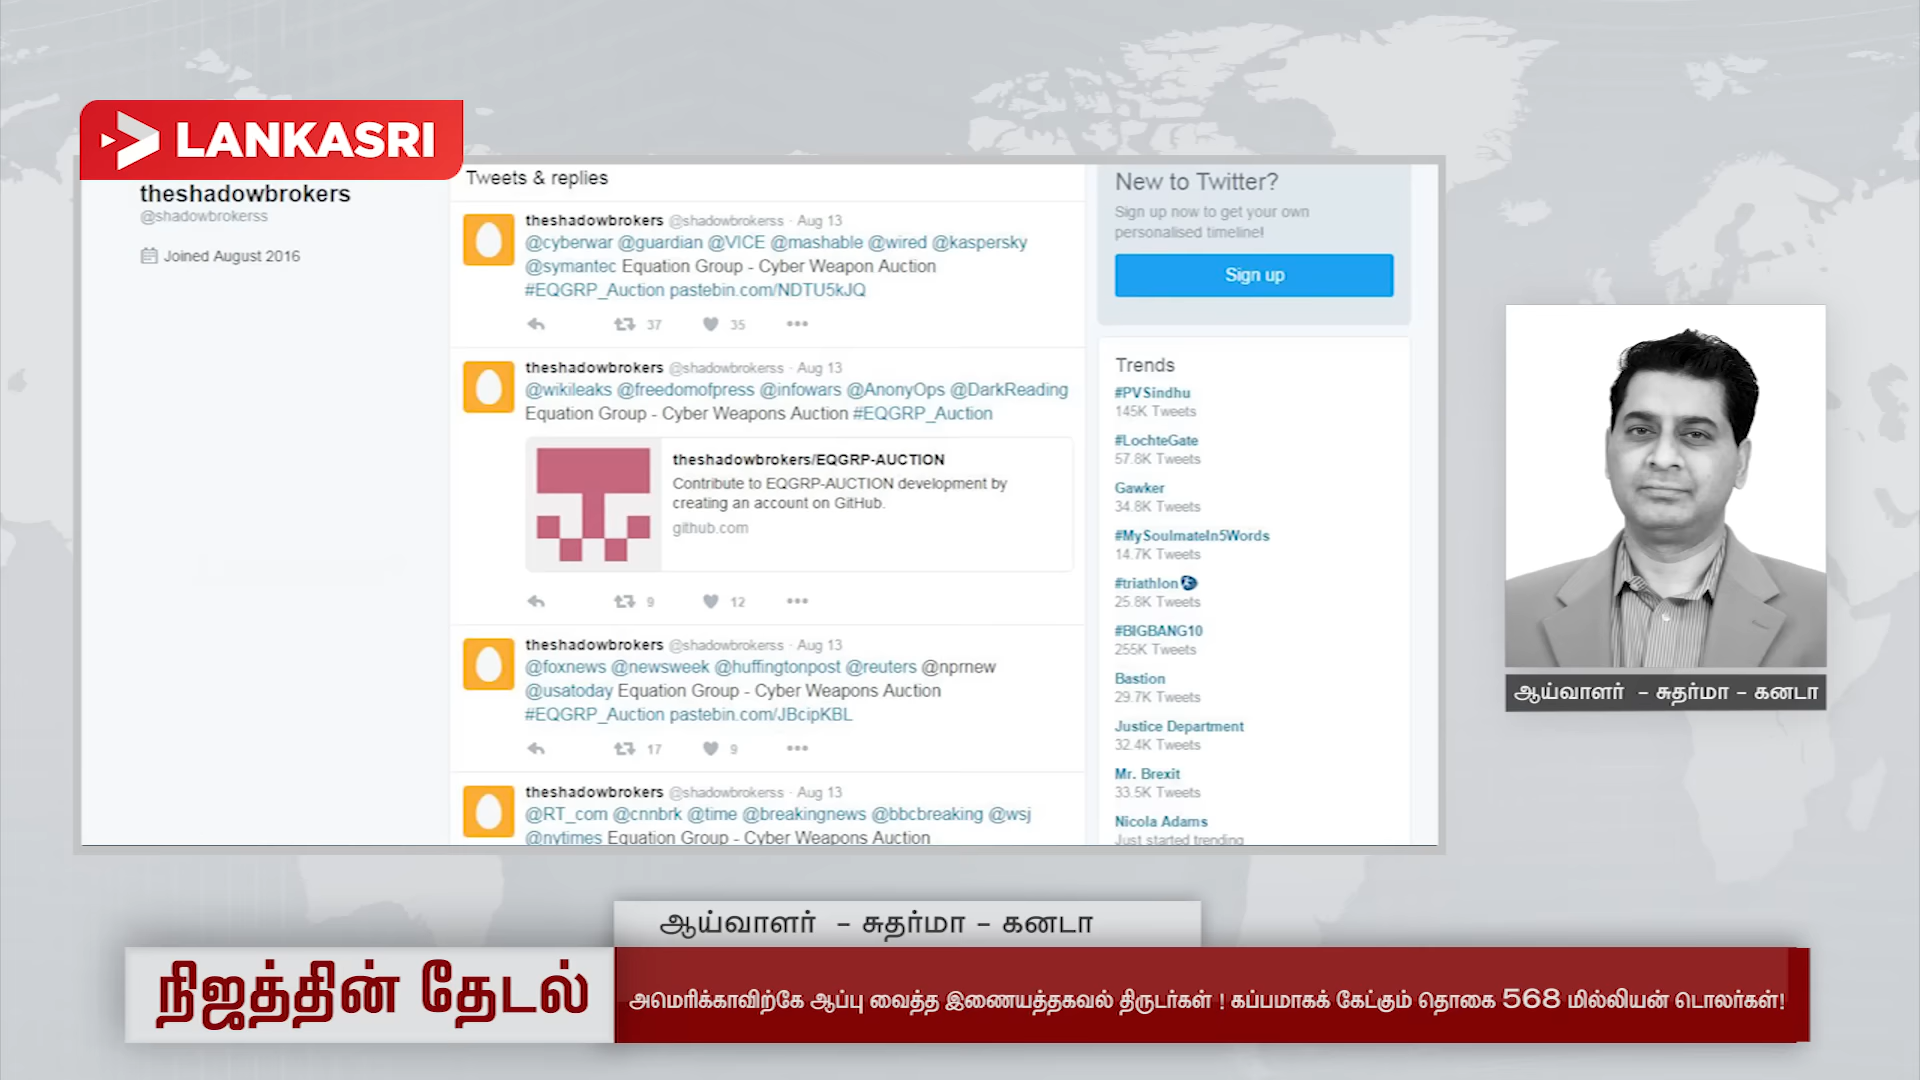 LANKASRI
theshadowbrokers
@shadowbrokerss
Joined August 2016
Tweets & replies
theshadowbrokers @shadowbrokerss · Aug 13
@cyberwar @guardian @VICE @mashable @wired @kaspersky
@symantec Equation Group - Cyber Weapon Auction
#EQGRP_Auction pastebin.com/NDTU5kJQ
37 35
theshadowbrokers @shadowbrokerss · Aug 13
@wikileaks @freedomofpress @infowars @AnonyOps @DarkReading
Equation Group - Cyber Weapons Auction #EQGRP_Auction
theshadowbrokers/EQGRP-AUCTION
Contribute to EQGRP-AUCTION development by
creating an account on GitHub.
github.com
9 12
theshadowbrokers @shadowbrokerss · Aug 13
@foxnews @newsweek @huffingtonpost @reuters @nprnew
@usatoday Equation Group - Cyber Weapons Auction
#EQGRP_Auction pastebin.com/JBcipKBL
17 9
theshadowbrokers @shadowbrokerss · Aug 13
@RT_com @cnnbrk @time @breakingnews @bbcbreaking @wsj
@nytimes Equation Group - Cyber Weapons Auction
New to Twitter?
Sign up now to get your own
personalised timeline!
Sign up
Trends
#PVSindhu
145K Tweets
#LochteGate
57.8K Tweets
Gawker
34.8K Tweets
#MySoulmateIn5Words
14.7K Tweets
#triathlon
25.8K Tweets
#BIGBANG10
255K Tweets
Bastion
29.7K Tweets
Justice Department
32.4K Tweets
Mr. Brexit
33.5K Tweets
Nicola Adams
Just started trending
ஆய்வாளர் - சுதர்மா - கனடா
ஆய்வாளர் - சுதர்மா - கனடா
நிஜத்தின் தேடல்
அமெரிக்காவிற்கே ஆப்பு வைத்த இணையத்தகவல் திருடர்கள் ! கப்பமாகக் கேட்கும் தொகை 568 மில்லியன் டொலர்கள்!